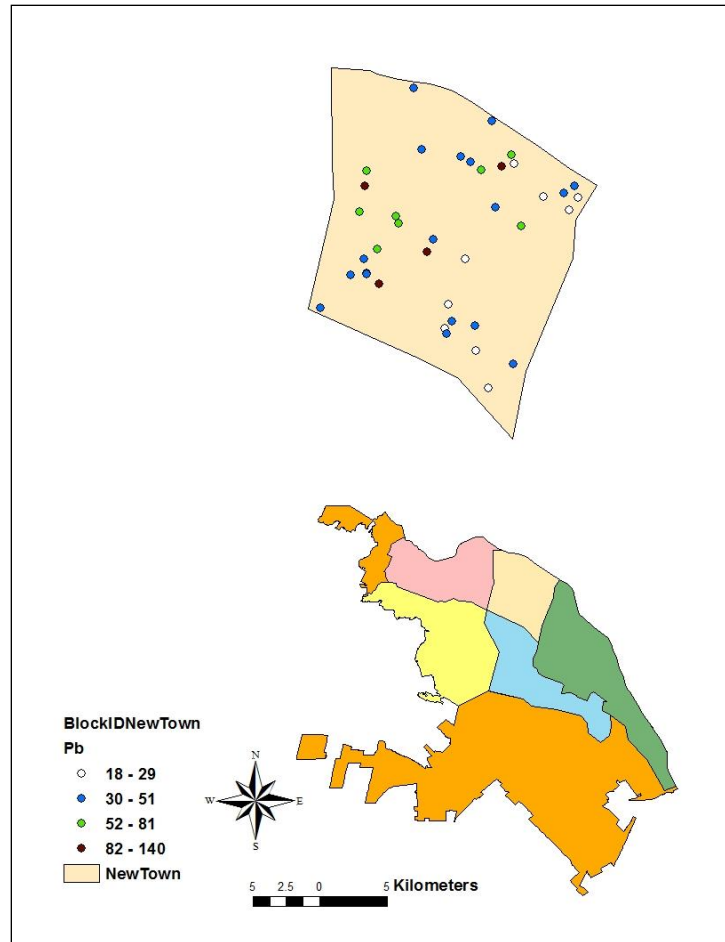 BlockIDNewTown
Pb
18 - 29
30 - 51
52 - 81
82 - 140
NewTown
N
W
E
S
5 2.5 0 5 Kilometers